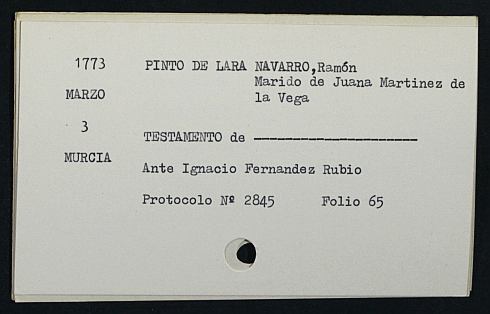 1773 PINTO DE LARA NAVARRO,Ramón
Marido de Juana Martinez de
MARZO la Vega
3
TESTAMENTO de ---------------------
MURCIA
Ante Ignacio Fernandez Rubio
Protocolo Nº 2845 Folio 65